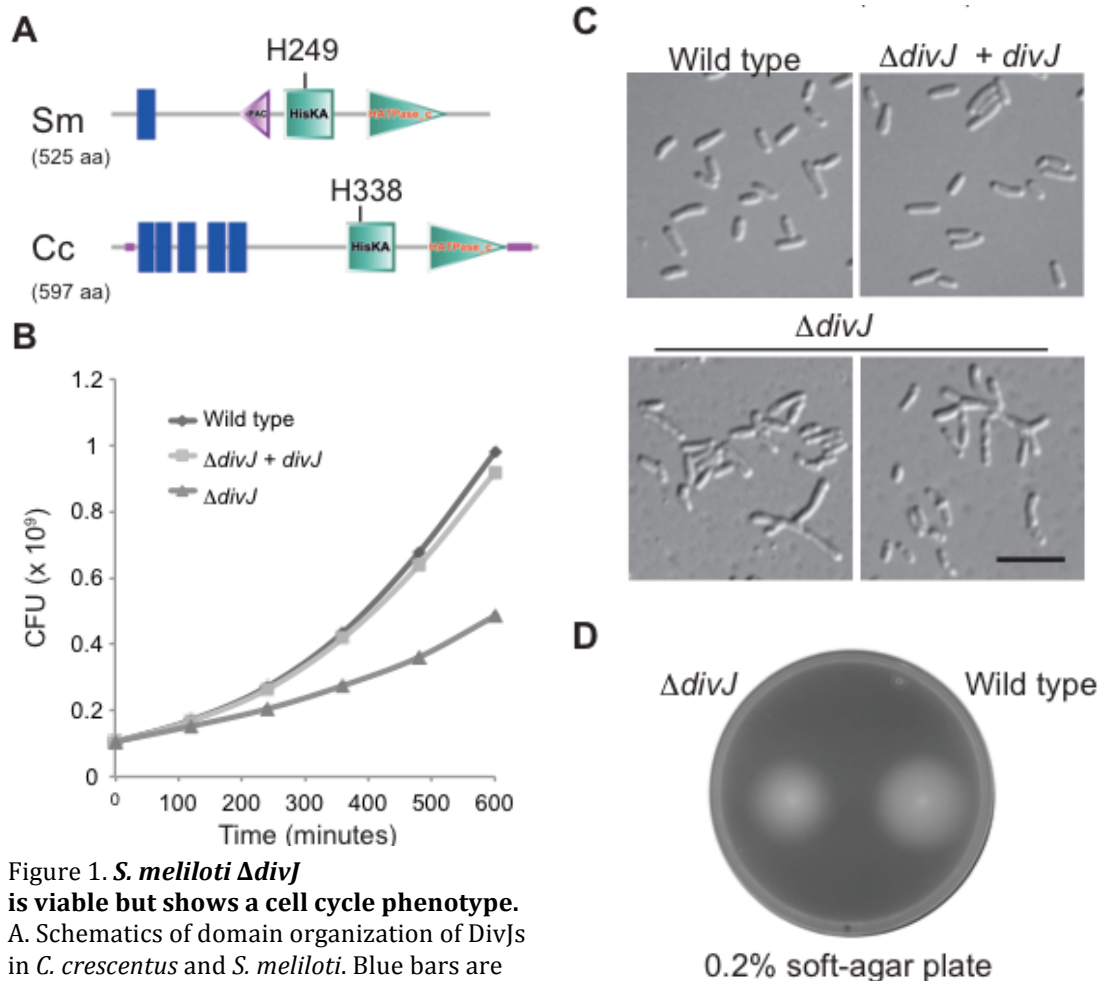 A
H249
PAC
HisKA
HATPase_c
Sm
(525 aa)
H338
HisKA
HATPase_c
Cc
(597 aa)
B
1.2
1
0.8
0.6
0.4
0.2
0
CFU (x 10⁹)
Wild type
ΔdivJ + divJ
ΔdivJ
0 100 200 300 400 500 600
Time (minutes)
Figure 1. S. meliloti ΔdivJ
is viable but shows a cell cycle phenotype.
A. Schematics of domain organization of DivJs
in C. crescentus and S. meliloti. Blue bars are
C
Wild type
ΔdivJ + divJ
ΔdivJ
D
ΔdivJ
Wild type
0.2% soft-agar plate